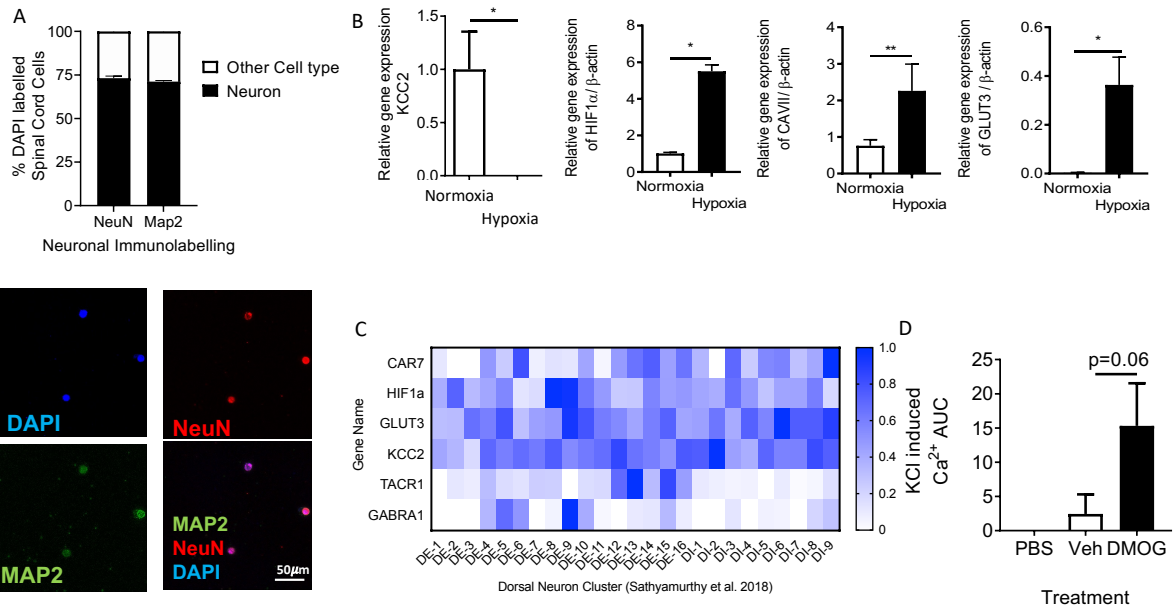 A
% DAPI labelled
Spinal Cord Cells
100
75
50
25
0
NeuN Map2
Neuronal Immunolabelling
Other Cell type
Neuron
B
Relative gene expression
KCC2
1.5
1.0
0.5
0.0
*
Normoxia
Hypoxia
Relative gene expression
of HIF1α/ β-actin
8
6
4
2
0
*
Normoxia
Hypoxia
Relative gene expression
of CAVII/ β-actin
4
3
2
1
0
**
Normoxia
Hypoxia
Relative gene expression
of GLUT3 / β-actin
0.6
0.4
0.2
0.0
*
Normoxia
Hypoxia
DAPI
NeuN
MAP2
MAP2
NeuN
DAPI
50μm
C
Gene Name
CAR7
HIF1a
GLUT3
KCC2
TACR1
GABRA1
DE-1 DE-2 DE-3 DE-4 DE-5 DE-6 DE-7 DE-8 DE-9 DE-10 DE-11 DE-12 DE-13 DE-14 DE-15 DE-16 DI-1 DI-2 DI-3 DI-4 DI-5 DI-6 DI-7 DI-8 DI-9
Dorsal Neuron Cluster (Sathyamurthy et al. 2018)
1.0
0.8
0.6
0.4
0.2
0
D
KCl induced
Ca²⁺ AUC
25
20
15
10
5
0
p=0.06
PBS Veh DMOG
Treatment